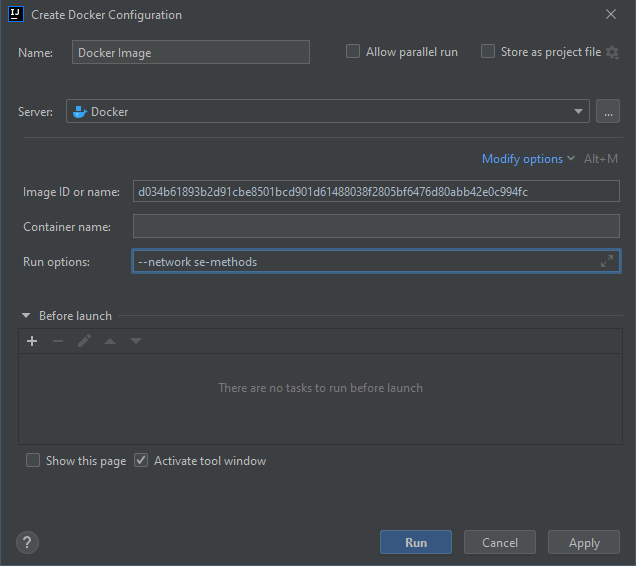 IJ Create Docker Configuration
Name: Docker Image Allow parallel run Store as project file
Server: Docker ...
Modify options Alt+M
Image ID or name: d034b61893b2d91cbe8501bcd901d61488038f2805bf6476d80abb42e0c994fc
Container name:
Run options: --network se-methods
Before launch
There are no tasks to run before launch
Show this page Activate tool window
? Run Cancel Apply